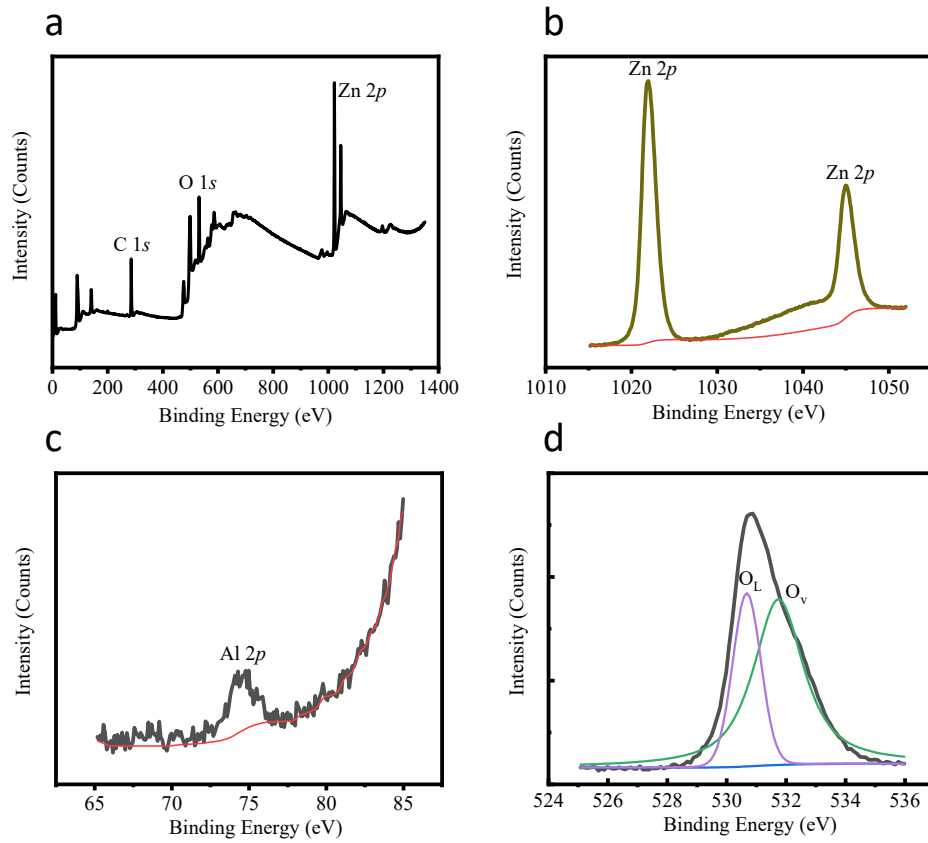 a
Intensity (Counts)
Zn 2p
O 1s
C 1s
0 200 400 600 800 1000 1200 1400
Binding Energy (eV)
b
Intensity (Counts)
Zn 2p
Zn 2p
1010 1020 1030 1040 1050
Binding Energy (eV)
c
Intensity (Counts)
Al 2p
65 70 75 80 85
Binding Energy (eV)
d
Intensity (Counts)
O_L
O_v
524 526 528 530 532 534 536
Binding Energy (eV)